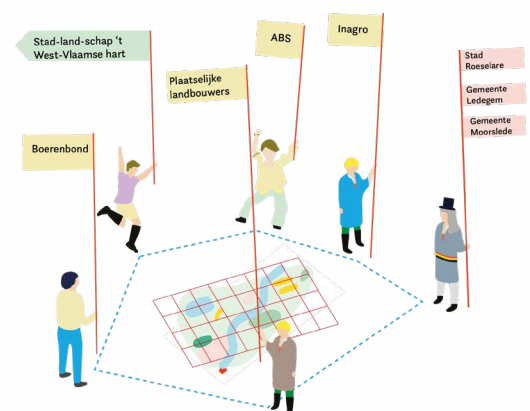 Stad-land-schap ‘t
West-Vlaamse hart
ABS
Inagro
Plaatselijke
landbouwers
Stad
Roeselare
Gemeente
Ledegem
Gemeente
Moorslede
Boerenbond